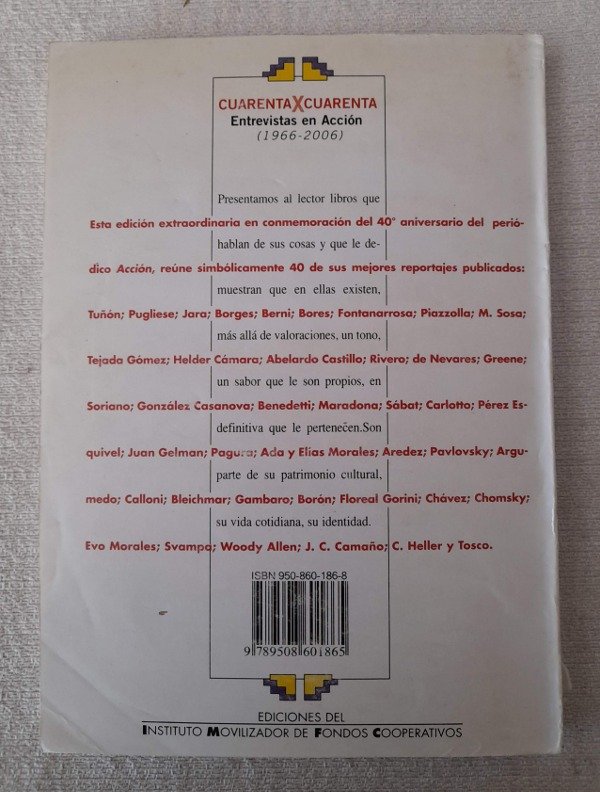 CUARENTAXCUARENTA
Entrevistas en Acción
(1966-2006)
Presentamos al lector libros que
Esta edición extraordinaria en conmemoración del 40° aniversario del perió-
hablan de sus cosas y que le de-
dico Acción, reúne simbólicamente 40 de sus mejores reportajes publicados:
muestran que en ellas existen,
Tuñón; Pugliese; Jara; Borges; Berni; Bores; Fontanarrosa; Piazzolla; M. Sosa;
más allá de valoraciones, un tono,
Tejada Gómez; Helder Cámara; Abelardo Castillo; Rivero; de Nevares; Greene;
un sabor que le son propios, en
Soriano; González Casanova; Benedetti; Maradona; Sábat; Carlotto; Pérez Es-
definitiva que le pertenecen.Son
quivel; Juan Gelman; Pagura; Ada y Elías Morales; Aredez; Pavlovsky; Argu-
parte de su patrimonio cultural,
medo; Calloni; Bleichmar; Gambaro; Borón; Floreal Gorini; Chávez; Chomsky;
su vida cotidiana, su identidad.
Evo Morales; Svampa; Woody Allen; J. C. Camaño; C. Heller y Tosco.
ISBN 950-860-186-8
9 789508 601865
EDICIONES DEL
INSTITUTO MOVILIZADOR DE FONDOS COOPERATIVOS